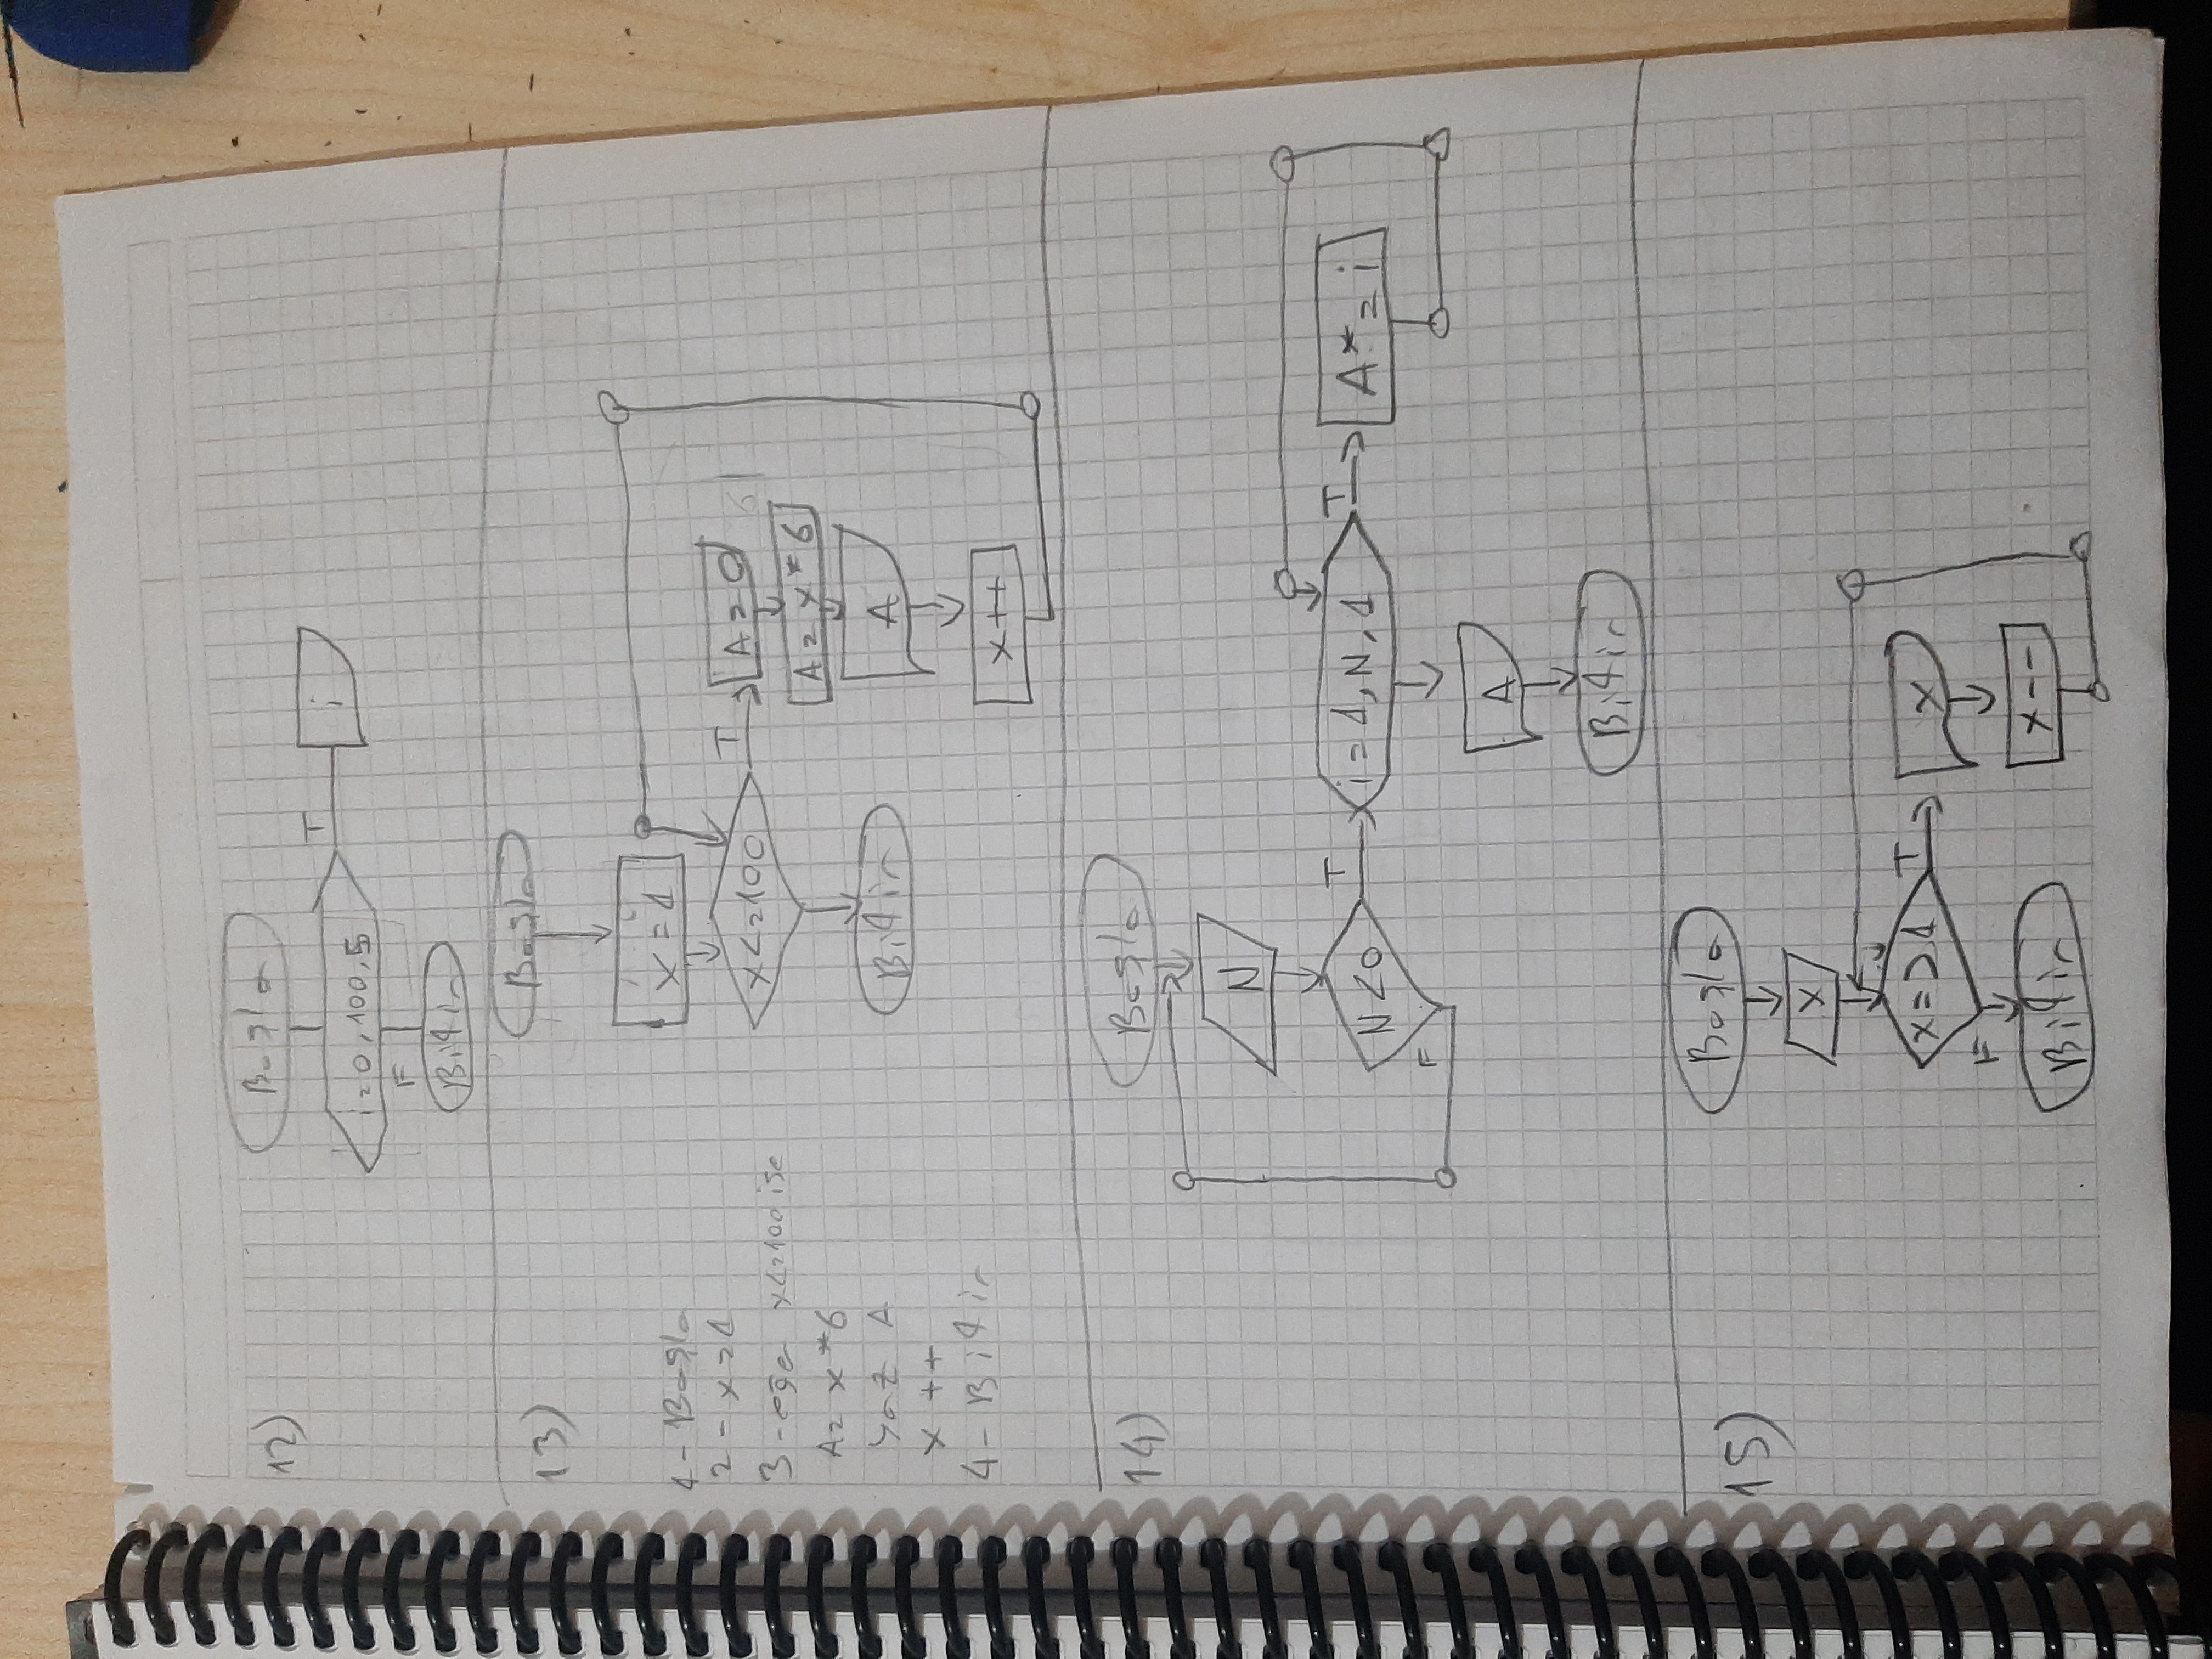 12)
Başla
i=0,100,5
T
i
F
Bitir
13)
Başla
x=1
x<=100
T
A=0
A=x*6
A
x++
Bitir
1- Başla
2- x=1
3- eğer x<=100 ise
A= x*6
Yaz A
x ++
4- Bitir
14)
Başla
N
N<0
T
F
i=1,N,1
T
A*=i
A
Bitir
15)
Başla
x
x=>1
T
x
F
x--
Bitir